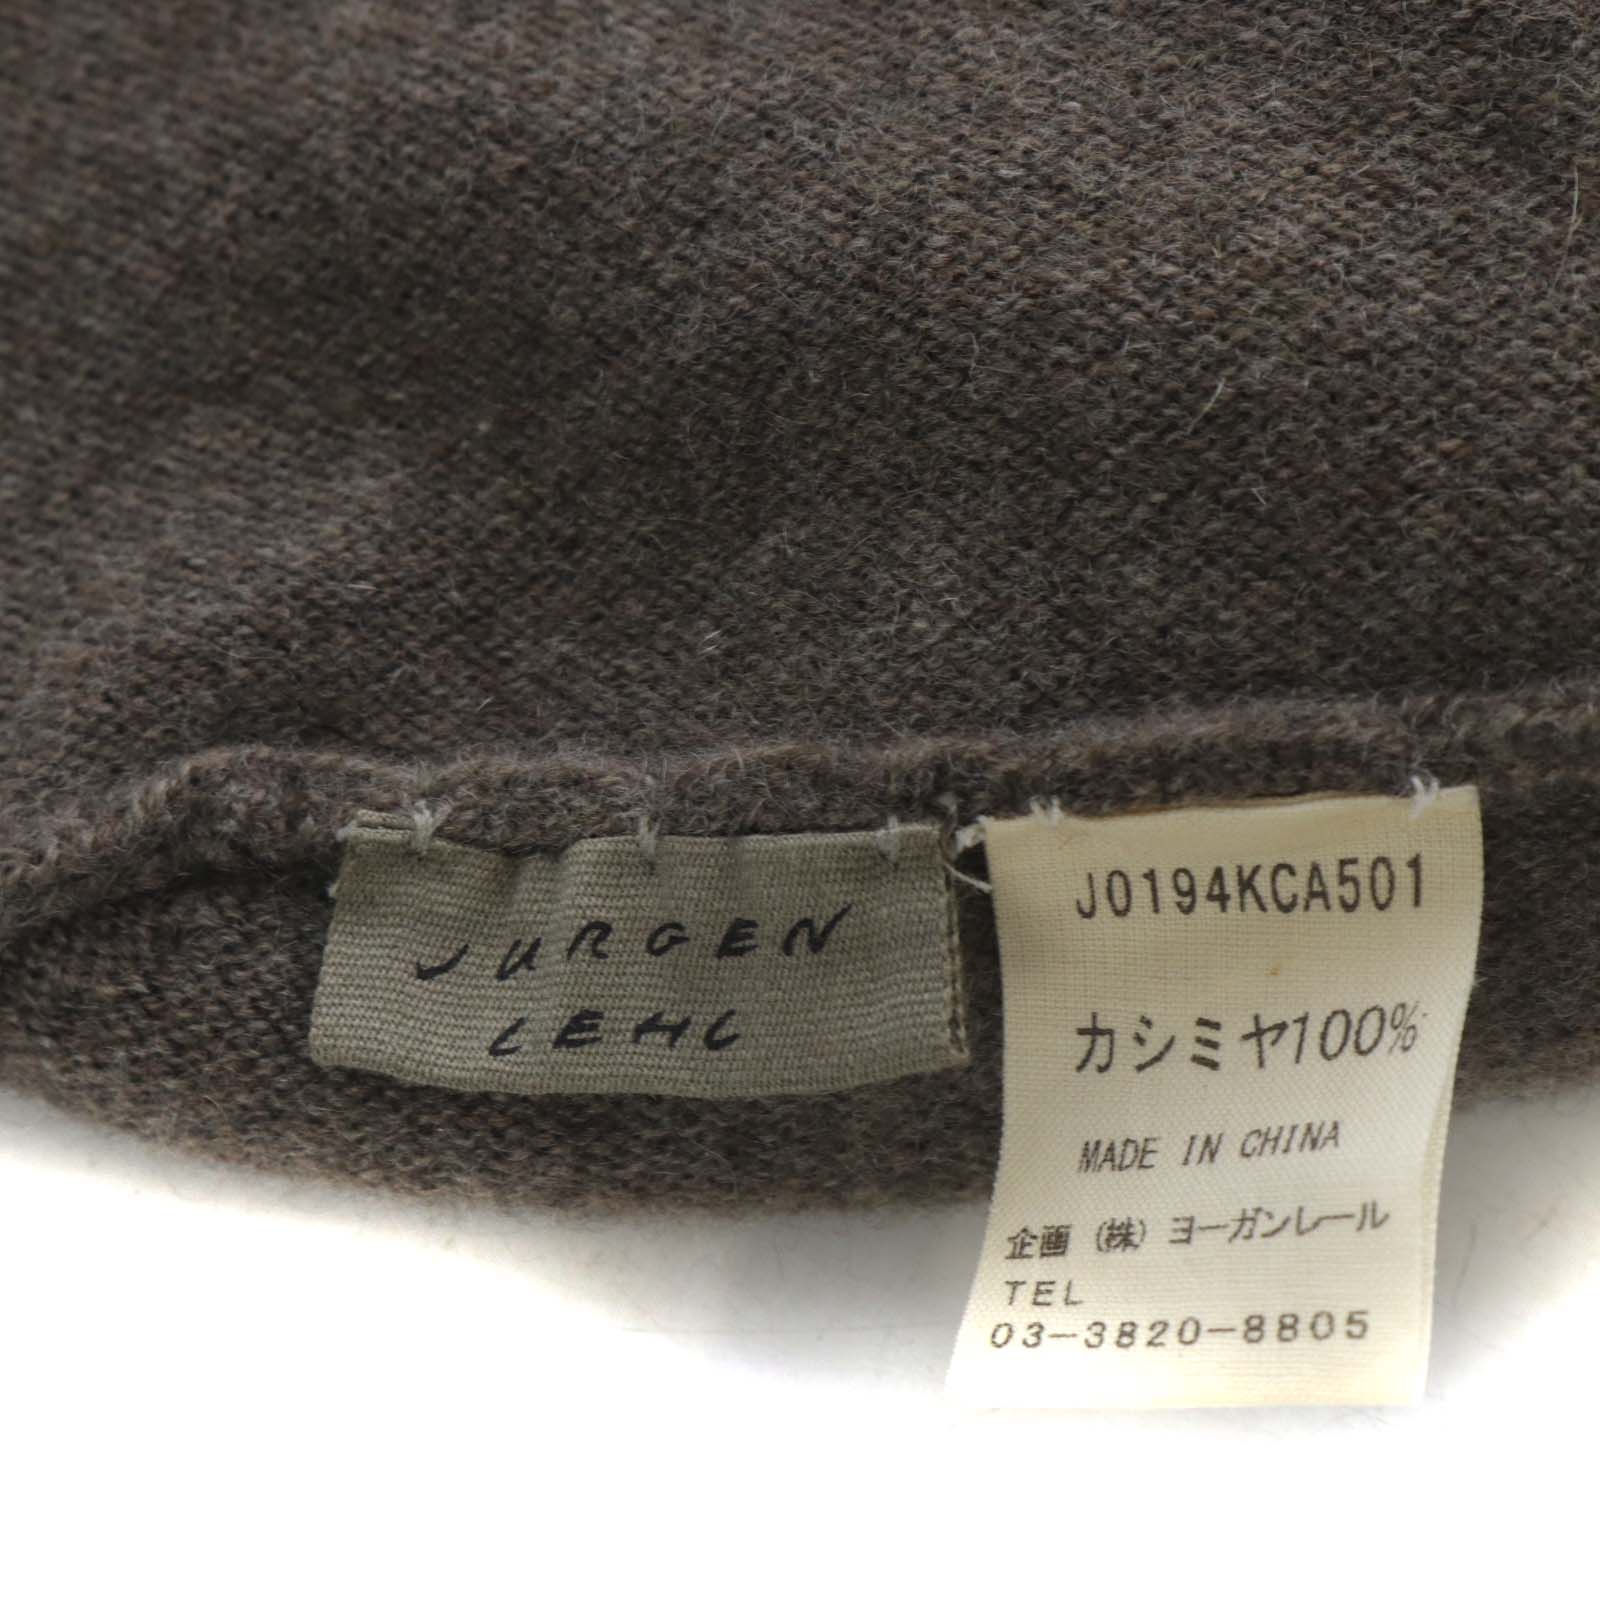 JURGEN
LEHL
J0194KCA501
カシミヤ100%
MADE IN CHINA
企画 (株) ヨーガンレール
TEL
03-3820-8805